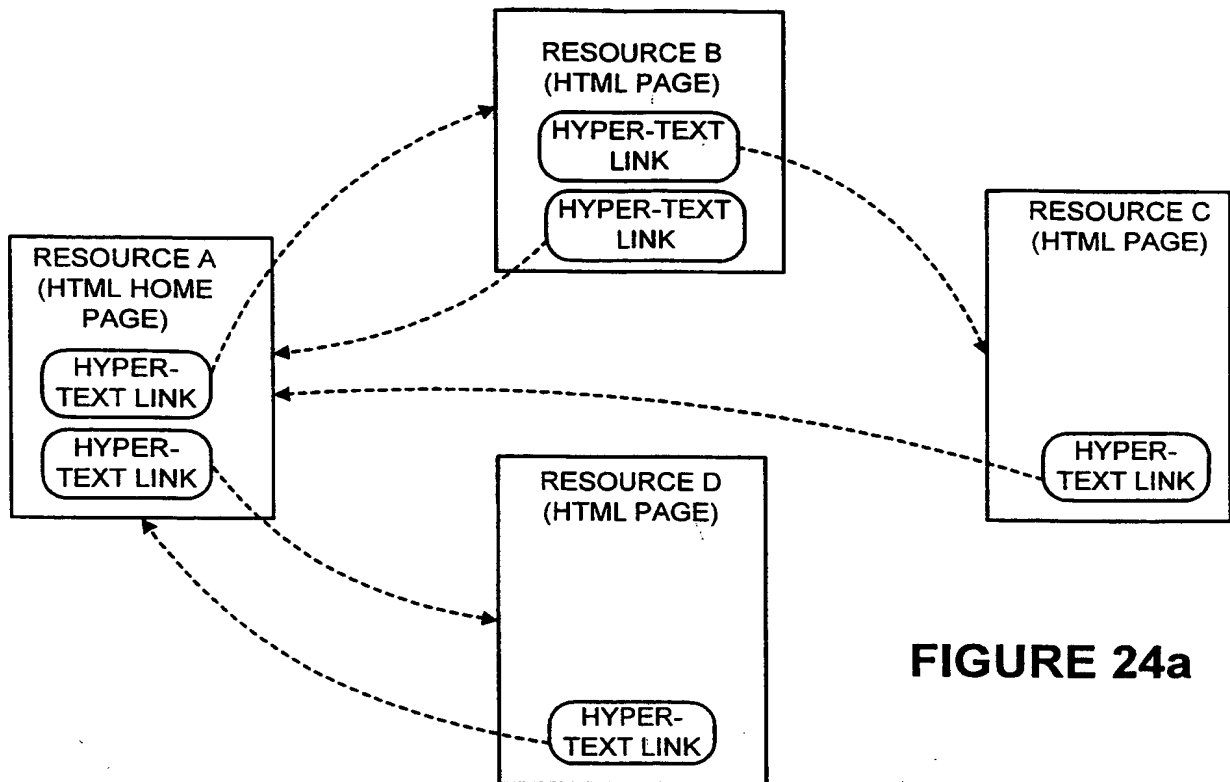 RESOURCE B
(HTML PAGE)
HYPER-TEXT
LINK
HYPER-TEXT
LINK
RESOURCE C
(HTML PAGE)
HYPER-
TEXT LINK
RESOURCE A
(HTML HOME
PAGE)
HYPER-
TEXT LINK
HYPER-
TEXT LINK
RESOURCE D
(HTML PAGE)
HYPER-
TEXT LINK
FIGURE 24a